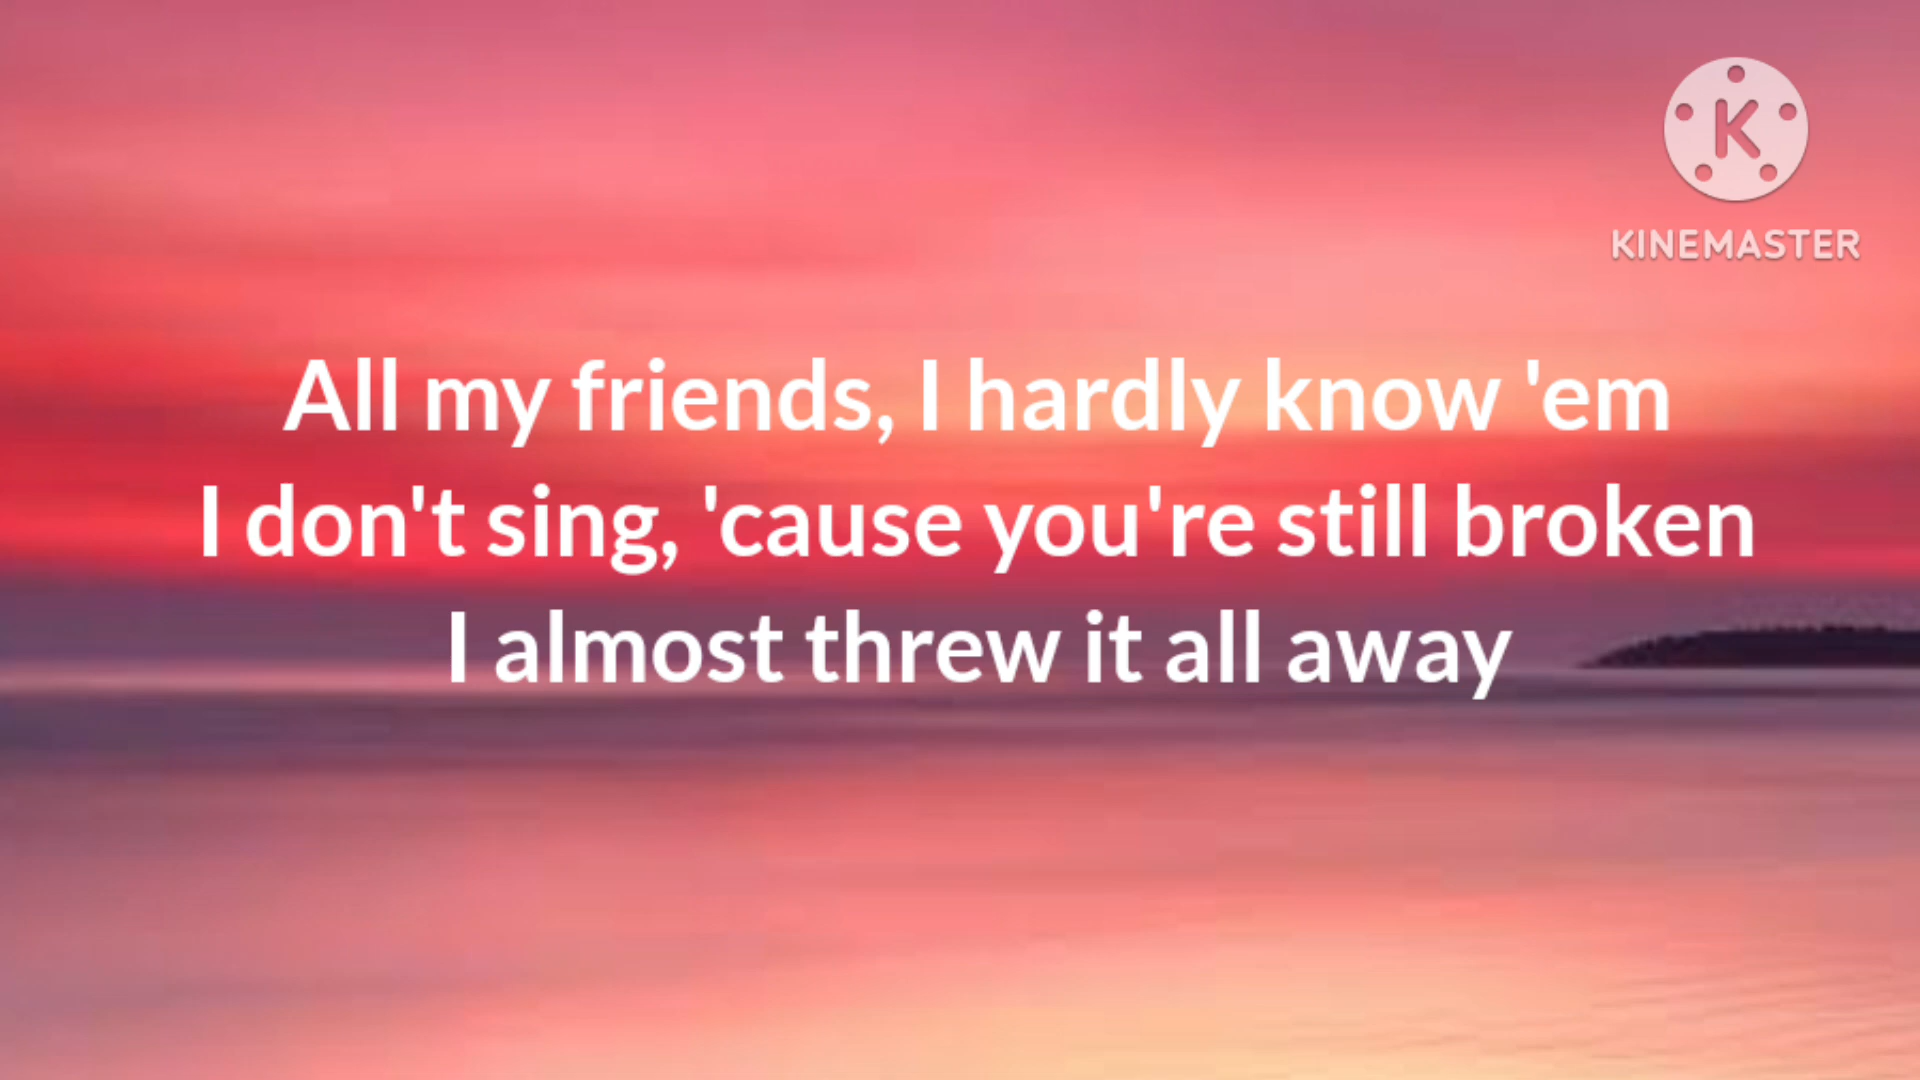 K
KINEMASTER
All my friends, I hardly know 'em
I don't sing, 'cause you're still broken
I almost threw it all away